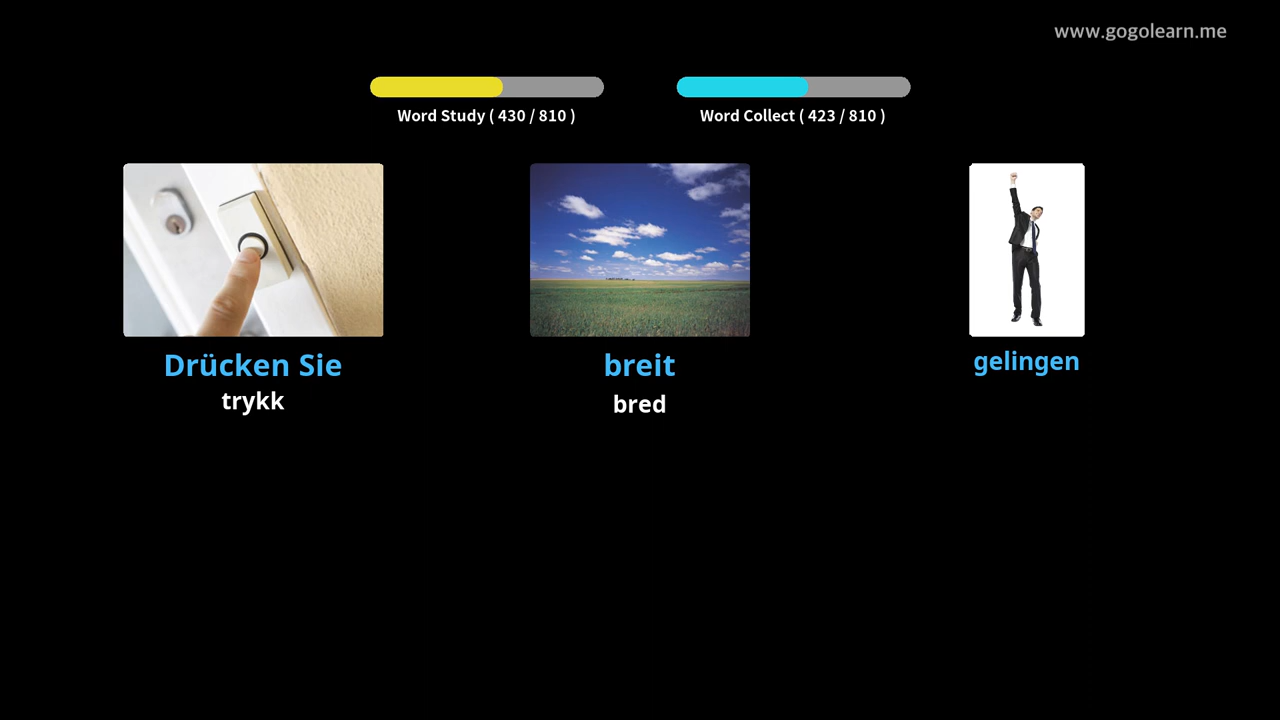 www.gogolearn.me
Word Study ( 430 / 810 )
Word Collect ( 423 / 810 )
Drücken Sie
trykk
breit
bred
gelingen